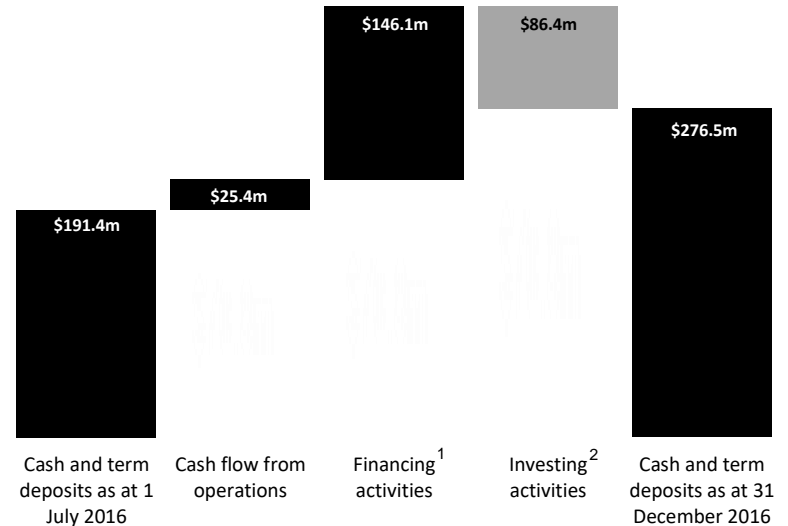 $146.1m
$86.4m
$276.5m
$25.4m
$191.4m
Cash and term
deposits as at 1
July 2016
Cash flow from
operations
Financing1
activities
Investing2
activities
Cash and term
deposits as at 31
December 2016